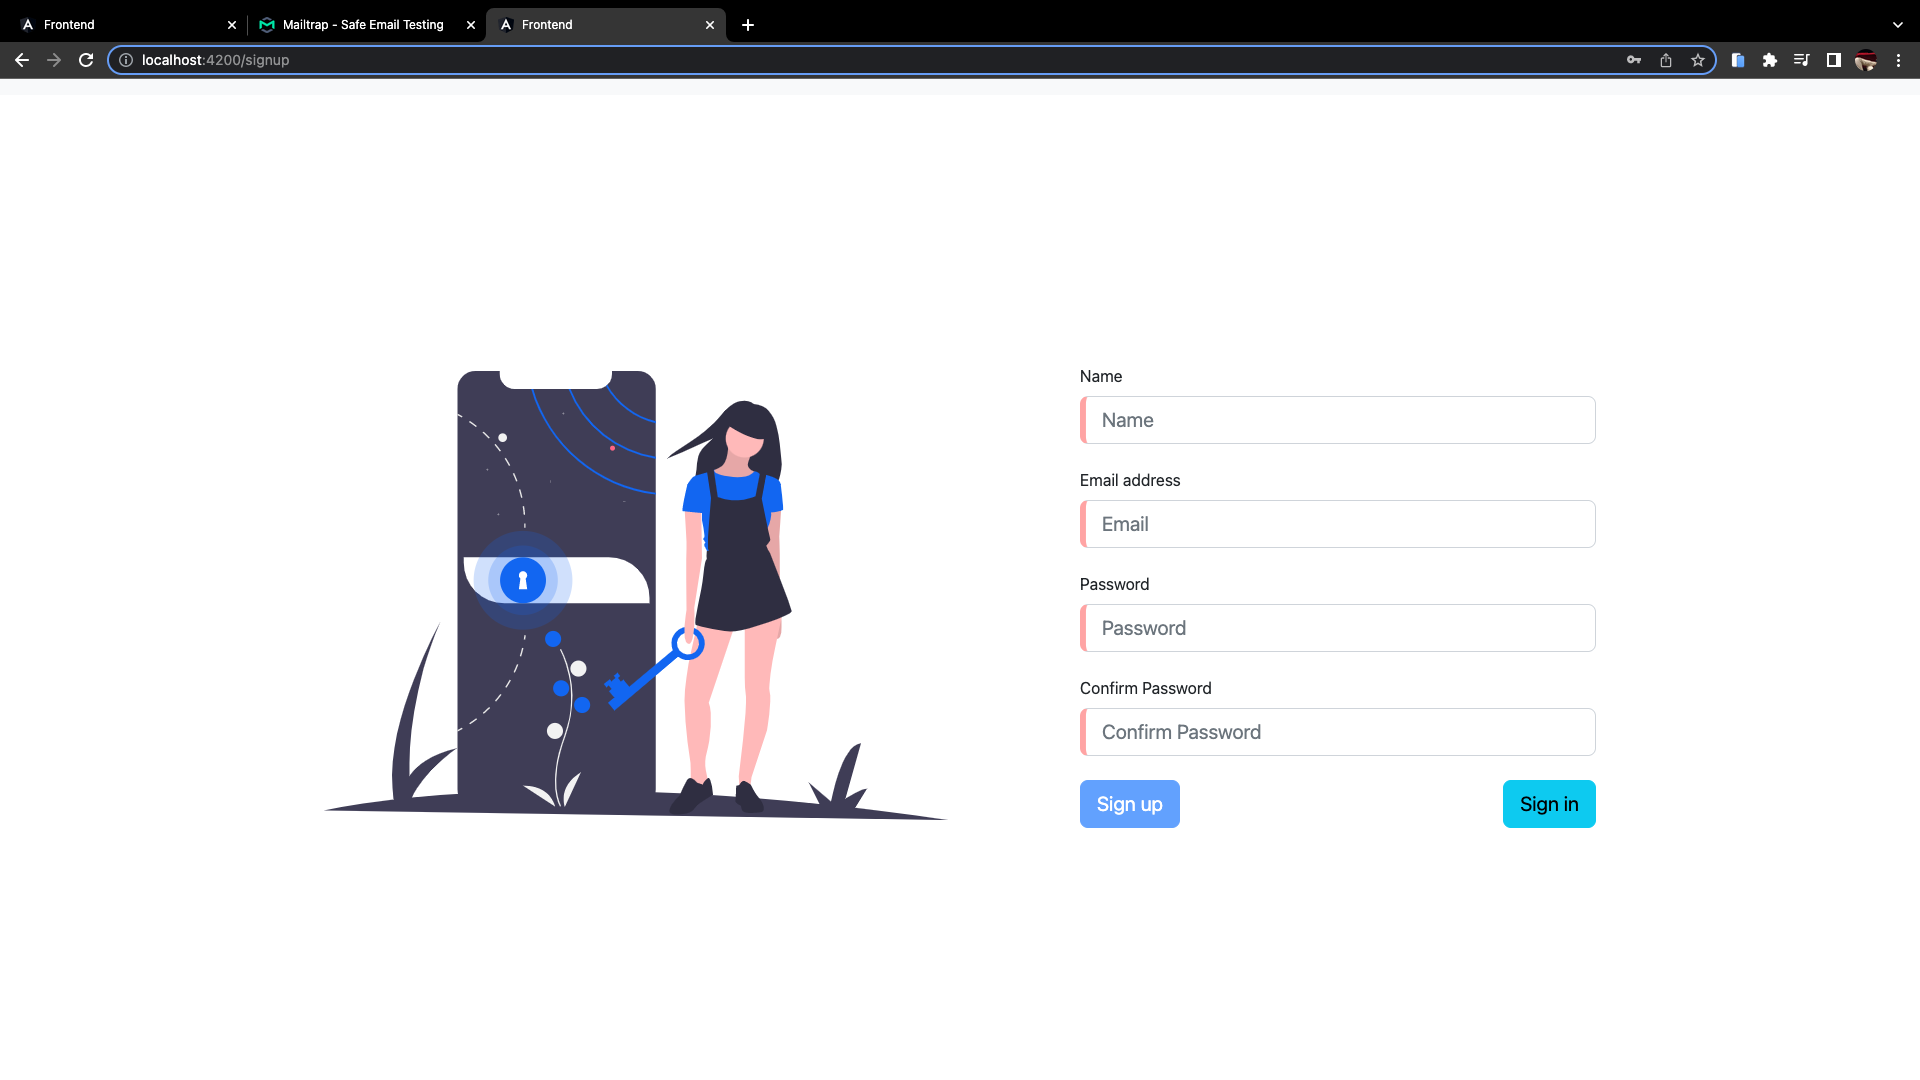 Frontend
Mailtrap - Safe Email Testing
Frontend
localhost:4200/signup
Name
Name
Email address
Email
Password
Password
Confirm Password
Confirm Password
Sign up
Sign in